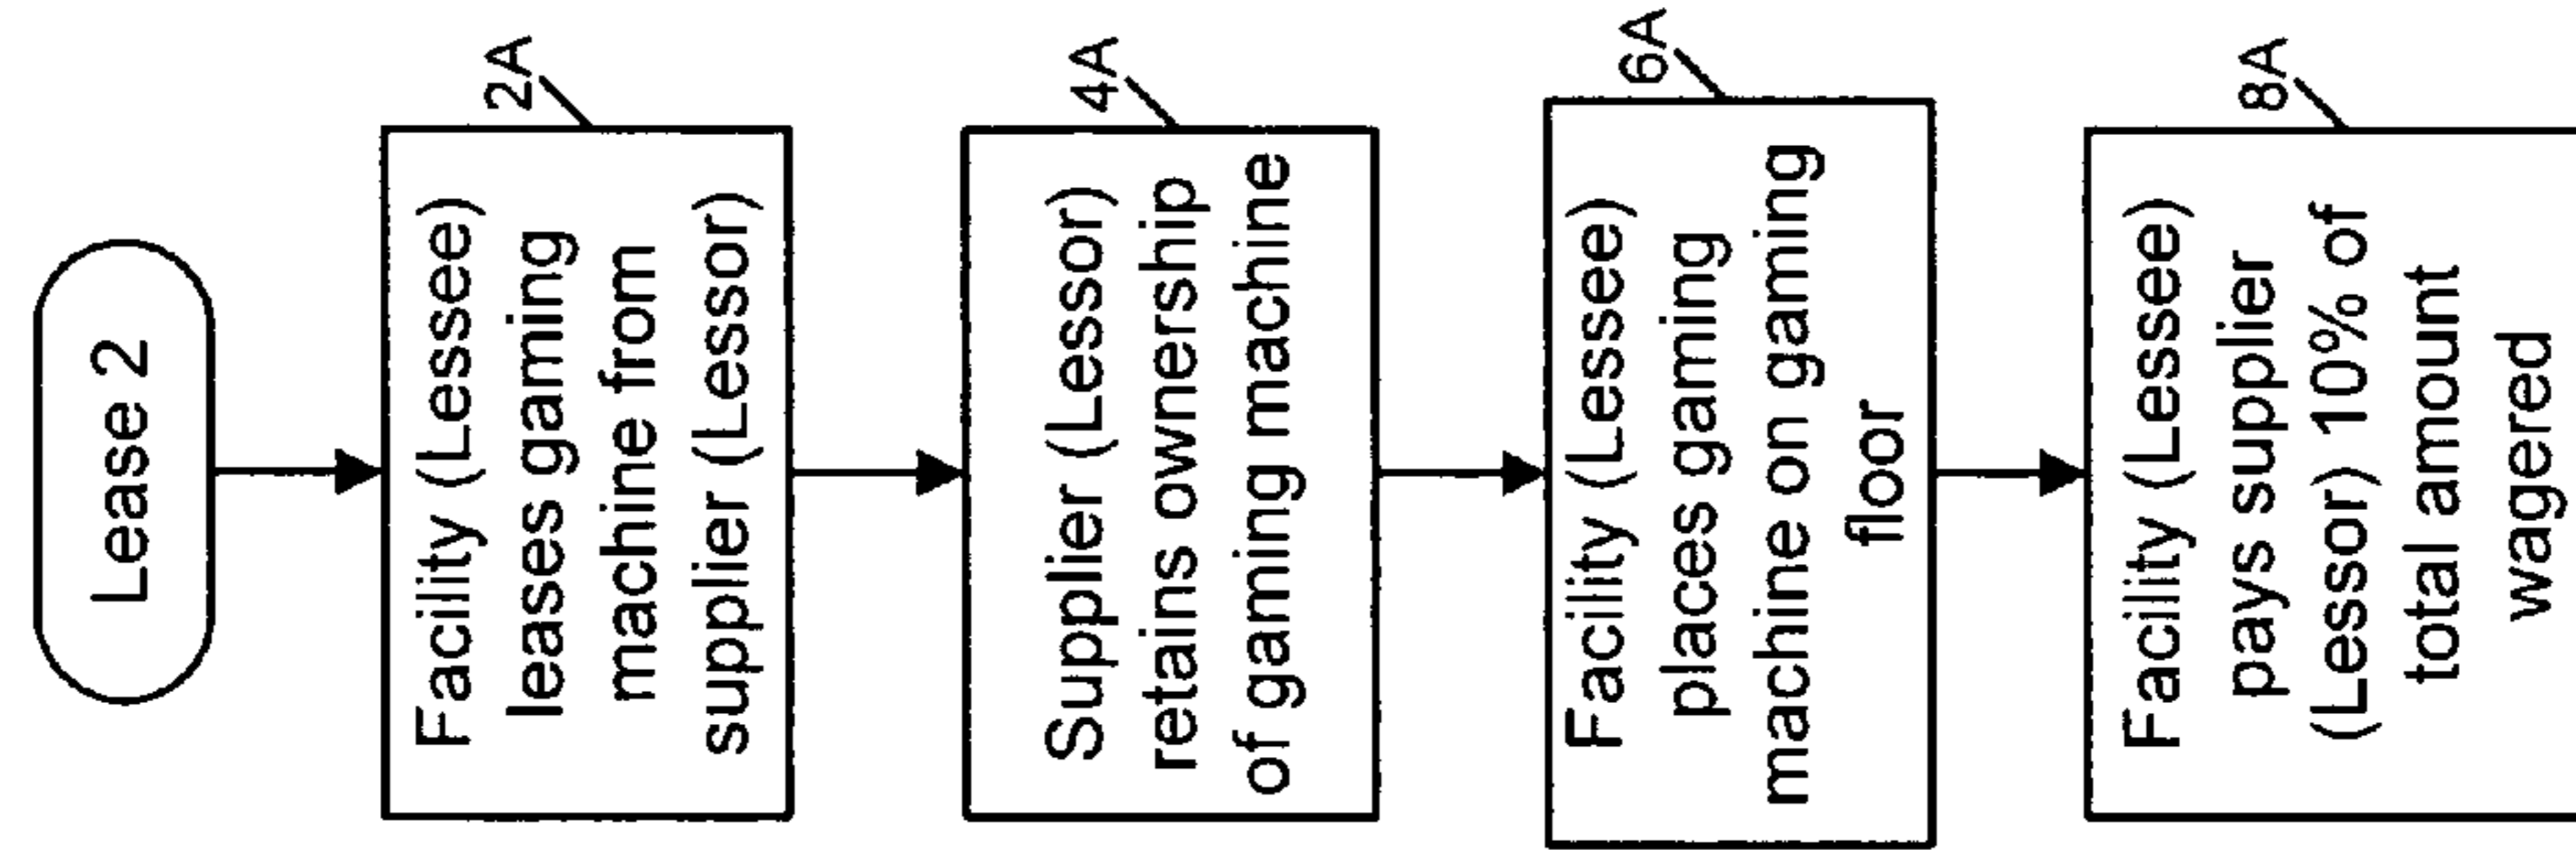 Lease 2
2A
Facility (Lessee)
leases gaming
machine from
supplier (Lessor)
4A
Supplier (Lessor)
retains ownership
of gaming machine
6A
Facility (Lessee)
places gaming
machine on gaming
floor
8A
Facility (Lessee)
pays supplier
(Lessor) 10% of
total amount
wagered